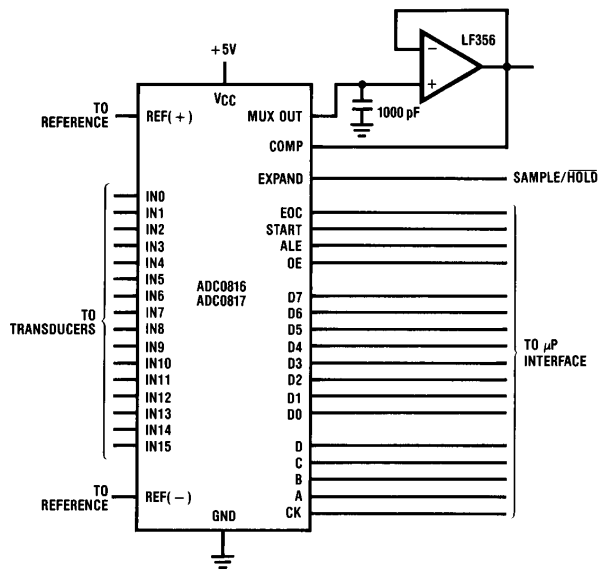 +5V
LF356
−
+
VCC
TO REFERENCE
REF(+)
MUX OUT
1000 pF
COMP
EXPAND
SAMPLE/HOLD
IN0
IN1
IN2
IN3
IN4
IN5
IN6
IN7
IN8
IN9
IN10
IN11
IN12
IN13
IN14
IN15
TO TRANSDUCERS
ADC0816
ADC0817
EOC
START
ALE
OE
D7
D6
D5
D4
D3
D2
D1
D0
D
C
B
A
CK
TO µP
INTERFACE
TO REFERENCE
REF(−)
GND